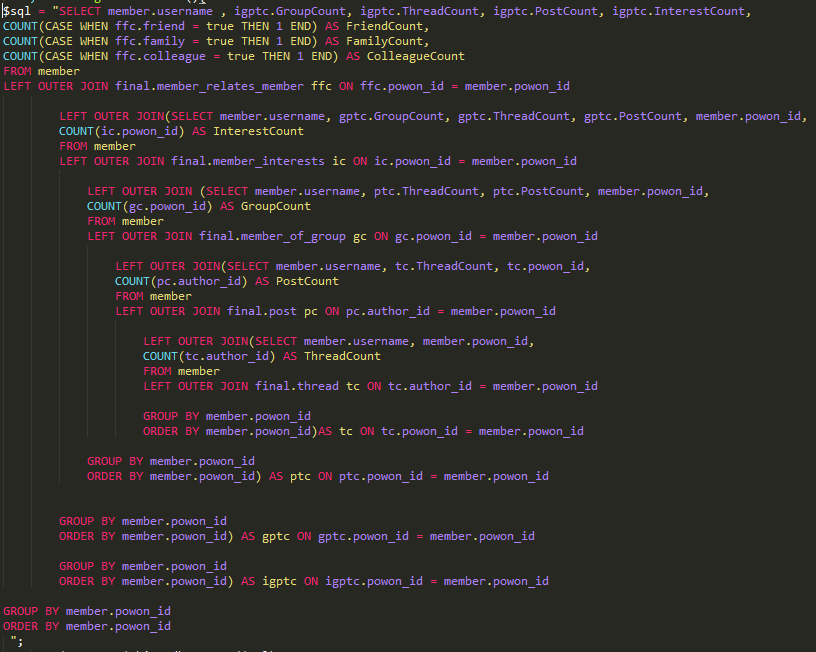 $sql = "SELECT member.username , igptc.GroupCount, igptc.ThreadCount, igptc.PostCount, igptc.InterestCount,
COUNT(CASE WHEN ffc.friend = true THEN 1 END) AS FriendCount,
COUNT(CASE WHEN ffc.family = true THEN 1 END) AS FamilyCount,
COUNT(CASE WHEN ffc.colleague = true THEN 1 END) AS ColleagueCount
FROM member
LEFT OUTER JOIN final.member_relates_member ffc ON ffc.powon_id = member.powon_id
LEFT OUTER JOIN(SELECT member.username, gptc.GroupCount, gptc.ThreadCount, gptc.PostCount, member.powon_id,
COUNT(ic.powon_id) AS InterestCount
FROM member
LEFT OUTER JOIN final.member_interests ic ON ic.powon_id = member.powon_id
LEFT OUTER JOIN (SELECT member.username, ptc.ThreadCount, ptc.PostCount, member.powon_id,
COUNT(gc.powon_id) AS GroupCount
FROM member
LEFT OUTER JOIN final.member_of_group gc ON gc.powon_id = member.powon_id
LEFT OUTER JOIN(SELECT member.username, tc.ThreadCount, tc.powon_id,
COUNT(pc.author_id) AS PostCount
FROM member
LEFT OUTER JOIN final.post pc ON pc.author_id = member.powon_id
LEFT OUTER JOIN(SELECT member.username, member.powon_id,
COUNT(tc.author_id) AS ThreadCount
FROM member
LEFT OUTER JOIN final.thread tc ON tc.author_id = member.powon_id
GROUP BY member.powon_id
ORDER BY member.powon_id)AS tc ON tc.powon_id = member.powon_id
GROUP BY member.powon_id
ORDER BY member.powon_id) AS ptc ON ptc.powon_id = member.powon_id
GROUP BY member.powon_id
ORDER BY member.powon_id) AS gptc ON gptc.powon_id = member.powon_id
GROUP BY member.powon_id
ORDER BY member.powon_id) AS igptc ON igptc.powon_id = member.powon_id
GROUP BY member.powon_id
ORDER BY member.powon_id
";